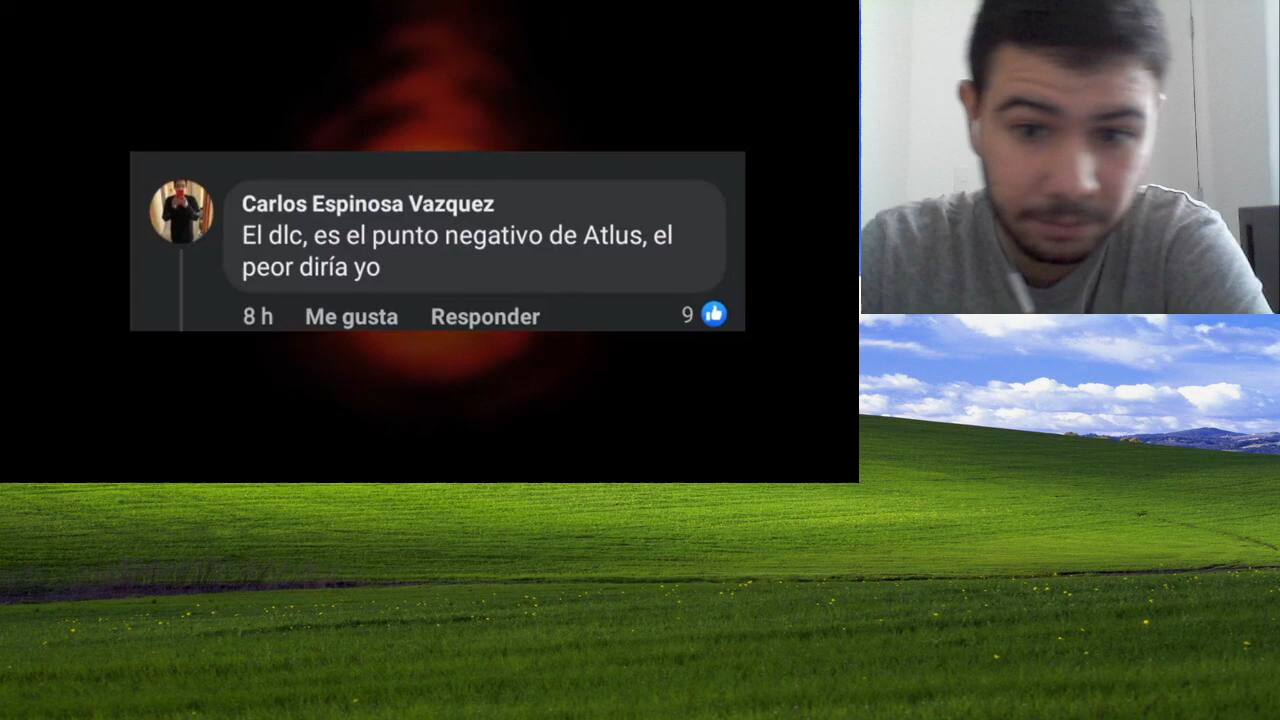 Carlos Espinosa Vazquez
El dlc, es el punto negativo de Atlus, el
peor diría yo
8 h Me gusta Responder 9